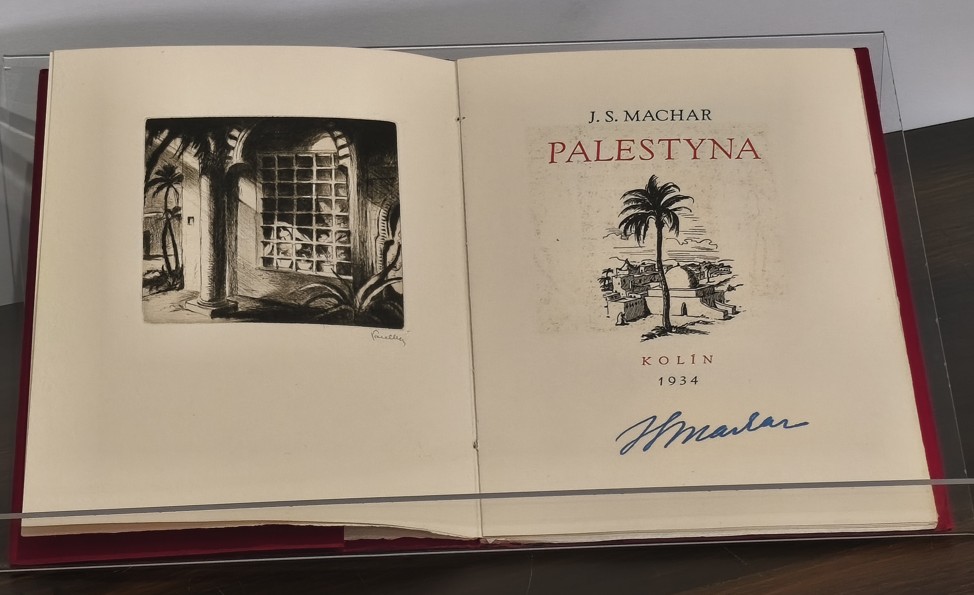 J. S. MACHAR
PALESTYNA
KOLÍN
1934
JSMachar